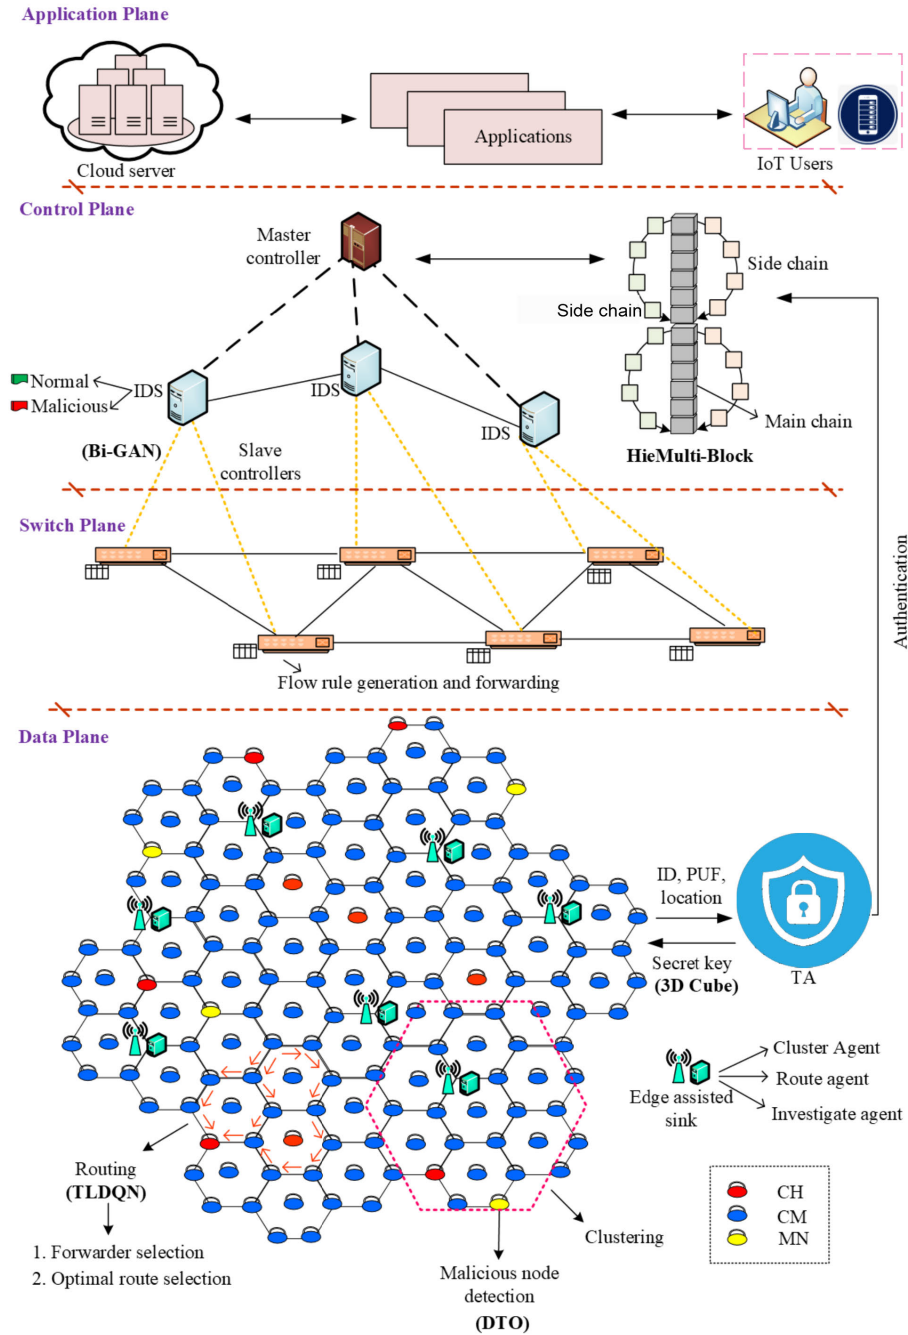 Application Plane
Applications
Cloud server
IoT Users
Control Plane
Master
controller
Side chain
Side chain
Normal
Malicious
IDS
IDS
IDS
(Bi-GAN)
Slave
controllers
Main chain
HieMulti-Block
Switch Plane
Authentication
Flow rule generation and forwarding
Data Plane
ID, PUF,
location
Secret key
(3D Cube)
TA
Cluster Agent
Route agent
Investigate agent
Edge assisted
sink
Routing
(TLDQN)
1. Forwarder selection
2. Optimal route selection
Clustering
Malicious node
detection
(DTO)
CH
CM
MN